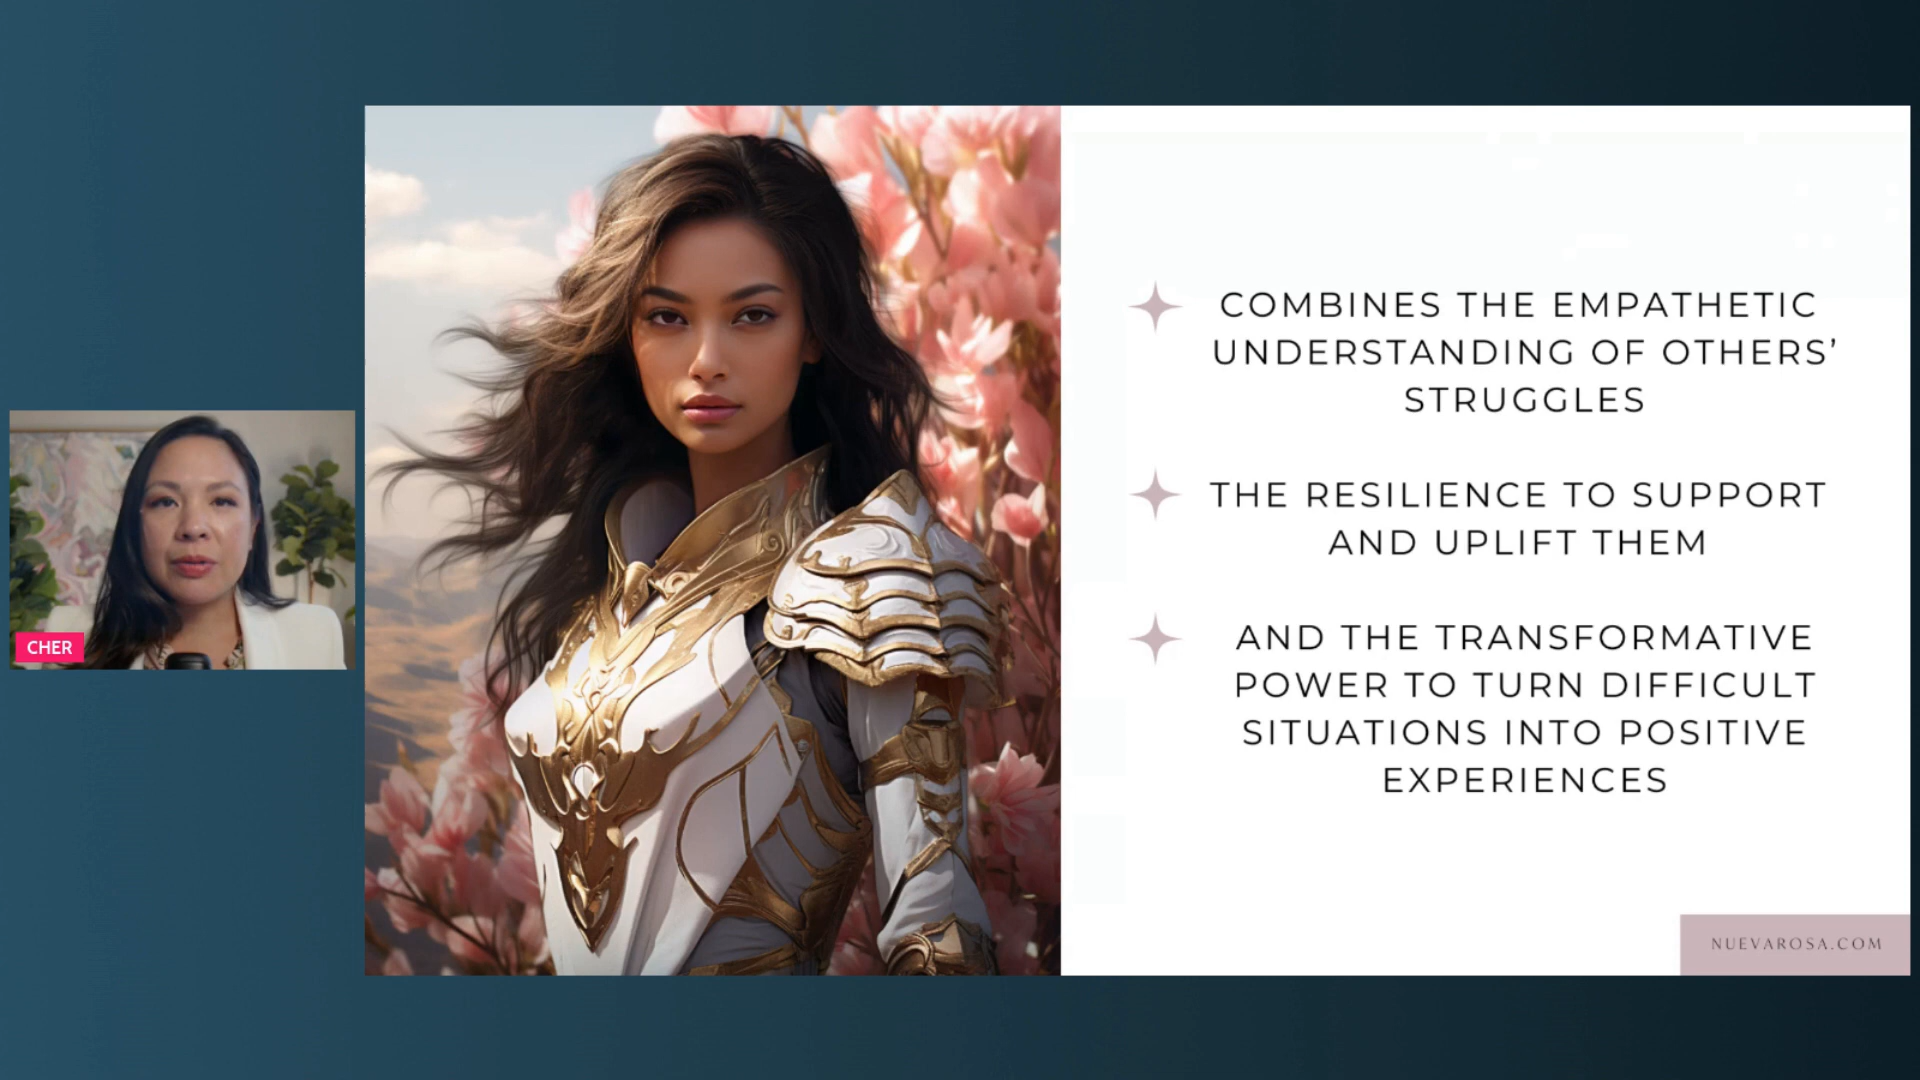 COMBINES THE EMPATHETIC
UNDERSTANDING OF OTHERS’
STRUGGLES
THE RESILIENCE TO SUPPORT
AND UPLIFT THEM
AND THE TRANSFORMATIVE
POWER TO TURN DIFFICULT
SITUATIONS INTO POSITIVE
EXPERIENCES
CHER
NUEVAROSA.COM